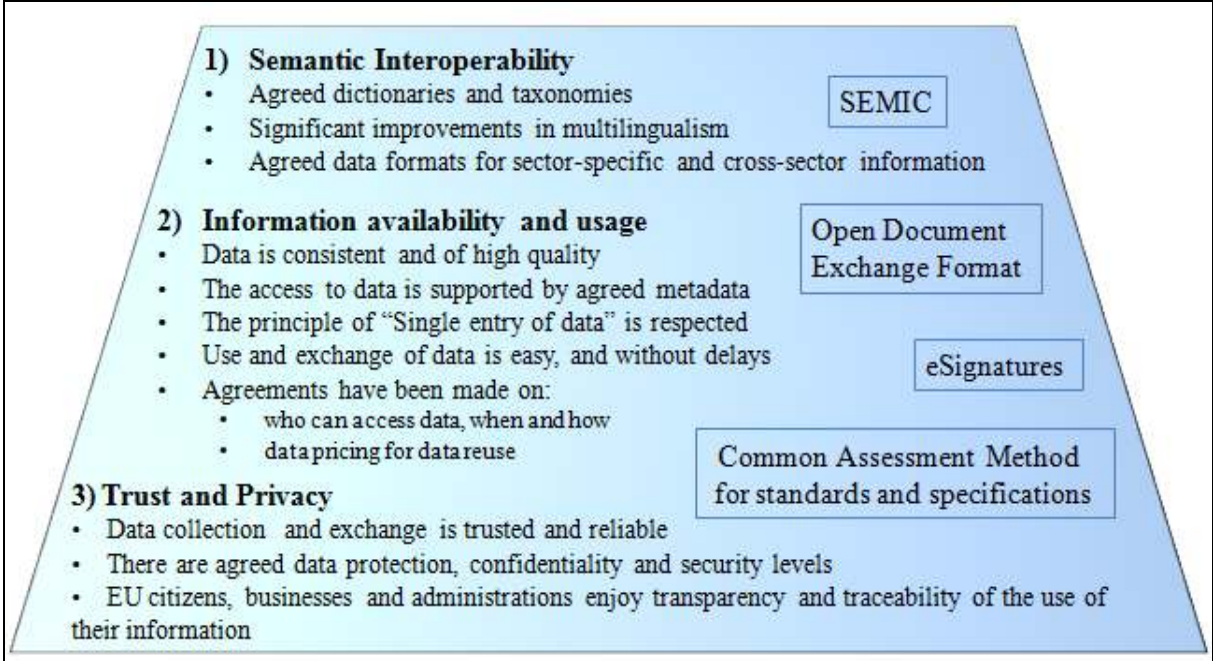 1) Semantic Interoperability
• Agreed dictionaries and taxonomies
SEMIC
• Significant improvements in multilingualism
• Agreed data formats for sector-specific and cross-sector information
2) Information availability and usage
Open Document
Exchange Format
• Data is consistent and of high quality
• The access to data is supported by agreed metadata
• The principle of “Single entry of data” is respected
• Use and exchange of data is easy, and without delays
eSignatures
• Agreements have been made on:
• who can access data, when and how
• data pricing for data reuse
Common Assessment Method
for standards and specifications
3) Trust and Privacy
• Data collection and exchange is trusted and reliable
• There are agreed data protection, confidentiality and security levels
• EU citizens, businesses and administrations enjoy transparency and traceability of the use of
their information